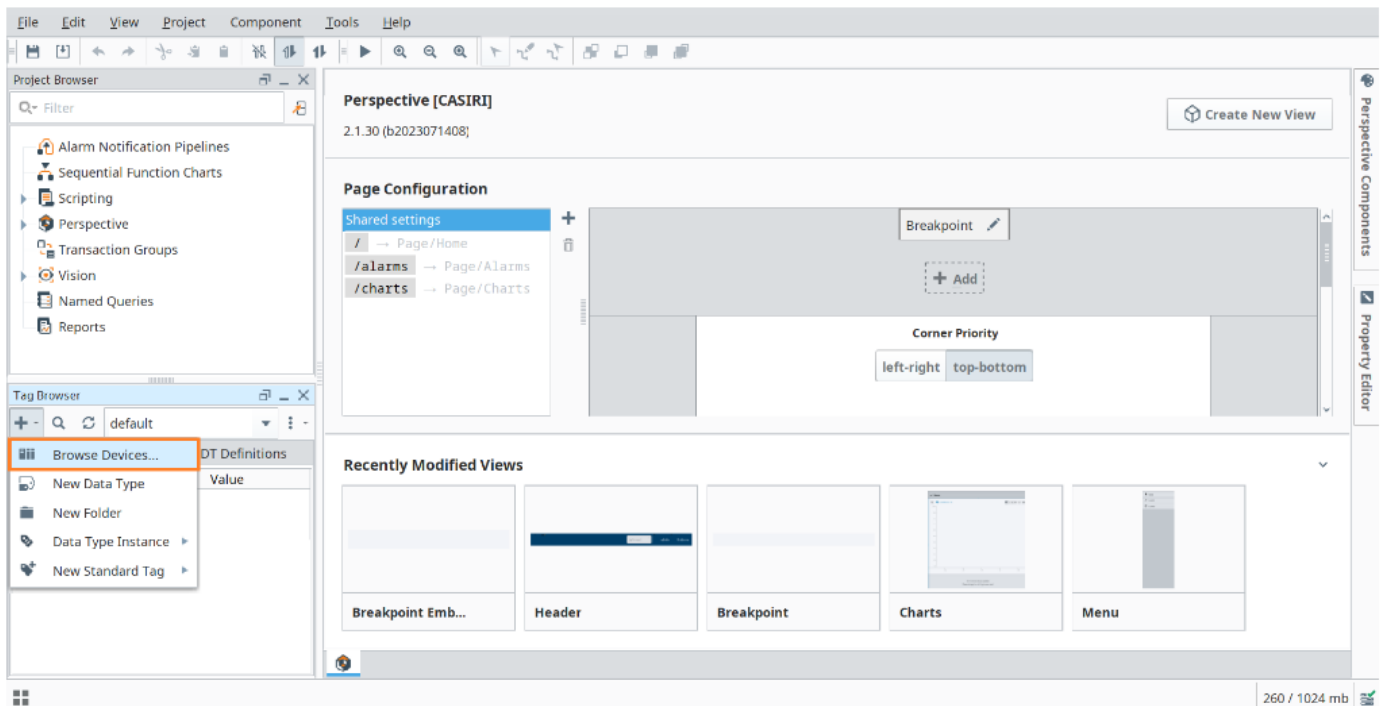 File Edit View Project Component Tools Help
Project Browser
Filter
Alarm Notification Pipelines
Sequential Function Charts
Scripting
Perspective
Transaction Groups
Vision
Named Queries
Reports
Tag Browser
default
Browse Devices...
DT Definitions
New Data Type
Value
New Folder
Data Type Instance
New Standard Tag
Perspective [CASIRI]
2.1.30 (b2023071408)
Create New View
Page Configuration
Shared settings
/ → Page/Home
/alarms → Page/Alarms
/charts → Page/Charts
Breakpoint
+ Add
Corner Priority
left-right top-bottom
Recently Modified Views
Breakpoint Emb...
Header
Breakpoint
Charts
Menu
Perspective Components
Property Editor
260 / 1024 mb